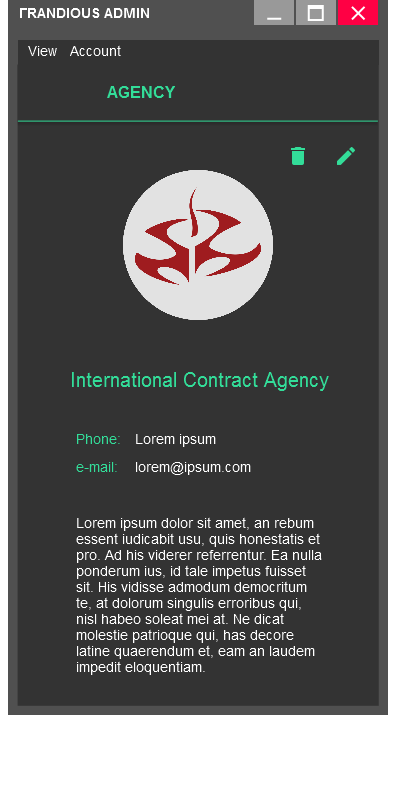 FRANDIOUS ADMIN
View Account
AGENCY
International Contract Agency
Phone: Lorem ipsum
e-mail: lorem@ipsum.com
Lorem ipsum dolor sit amet, an rebum
essent iudicabit usu, quis honestatis et
pro. Ad his viderer referrentur. Ea nulla
ponderum ius, id tale impetus fuisset
sit. His vidisse admodum democritum
te, at dolorum singulis erroribus qui,
nisl habeo soleat mei at. Ne dicat
molestie patrioque qui, has decore
latine quaerendum et, eam an laudem
impedit eloquentiam.